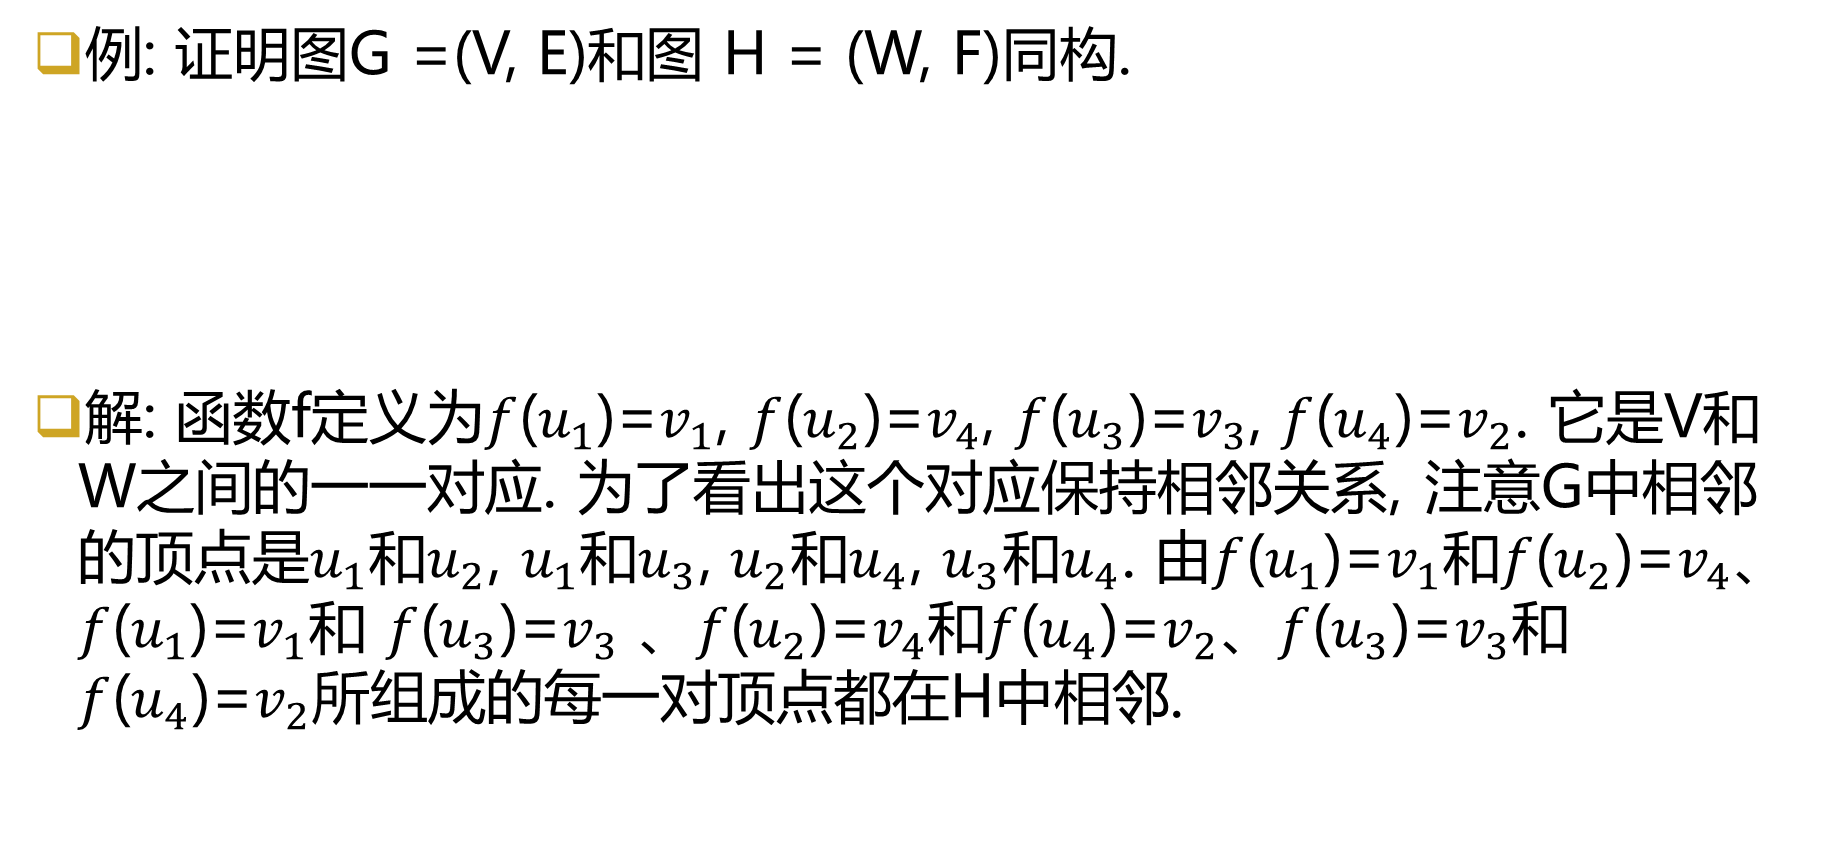 ❑例: 证明图G =(V, E)和图 H = (W, F)同构.
❑解: 函数f定义为𝑓(𝑢₁)=𝑣₁, 𝑓(𝑢₂)=𝑣₄, 𝑓(𝑢₃)=𝑣₃, 𝑓(𝑢₄)=𝑣₂. 它是V和
W之间的一一对应. 为了看出这个对应保持相邻关系, 注意G中相邻
的顶点是𝑢₁和𝑢₂, 𝑢₁和𝑢₃, 𝑢₂和𝑢₄, 𝑢₃和𝑢₄. 由𝑓(𝑢₁)=𝑣₁和𝑓(𝑢₂)=𝑣₄、
𝑓(𝑢₁)=𝑣₁和 𝑓(𝑢₃)=𝑣₃ 、𝑓(𝑢₂)=𝑣₄和𝑓(𝑢₄)=𝑣₂、𝑓(𝑢₃)=𝑣₃和
𝑓(𝑢₄)=𝑣₂所组成的每一对顶点都在H中相邻.